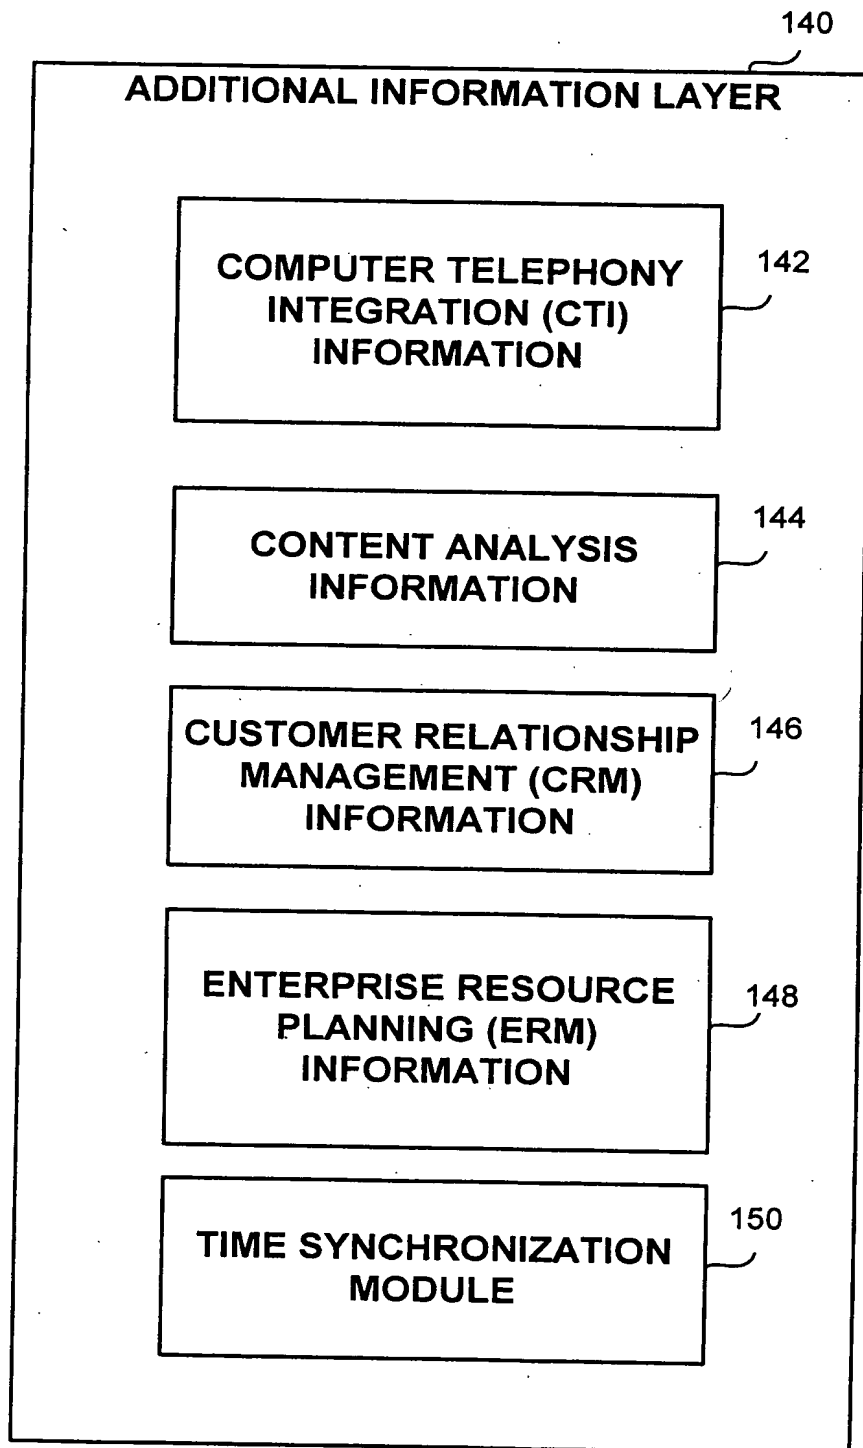 140
ADDITIONAL INFORMATION LAYER
COMPUTER TELEPHONY
INTEGRATION (CTI)
INFORMATION
142
CONTENT ANALYSIS
INFORMATION
144
CUSTOMER RELATIONSHIP
MANAGEMENT (CRM)
INFORMATION
146
ENTERPRISE RESOURCE
PLANNING (ERM)
INFORMATION
148
TIME SYNCHRONIZATION
MODULE
150